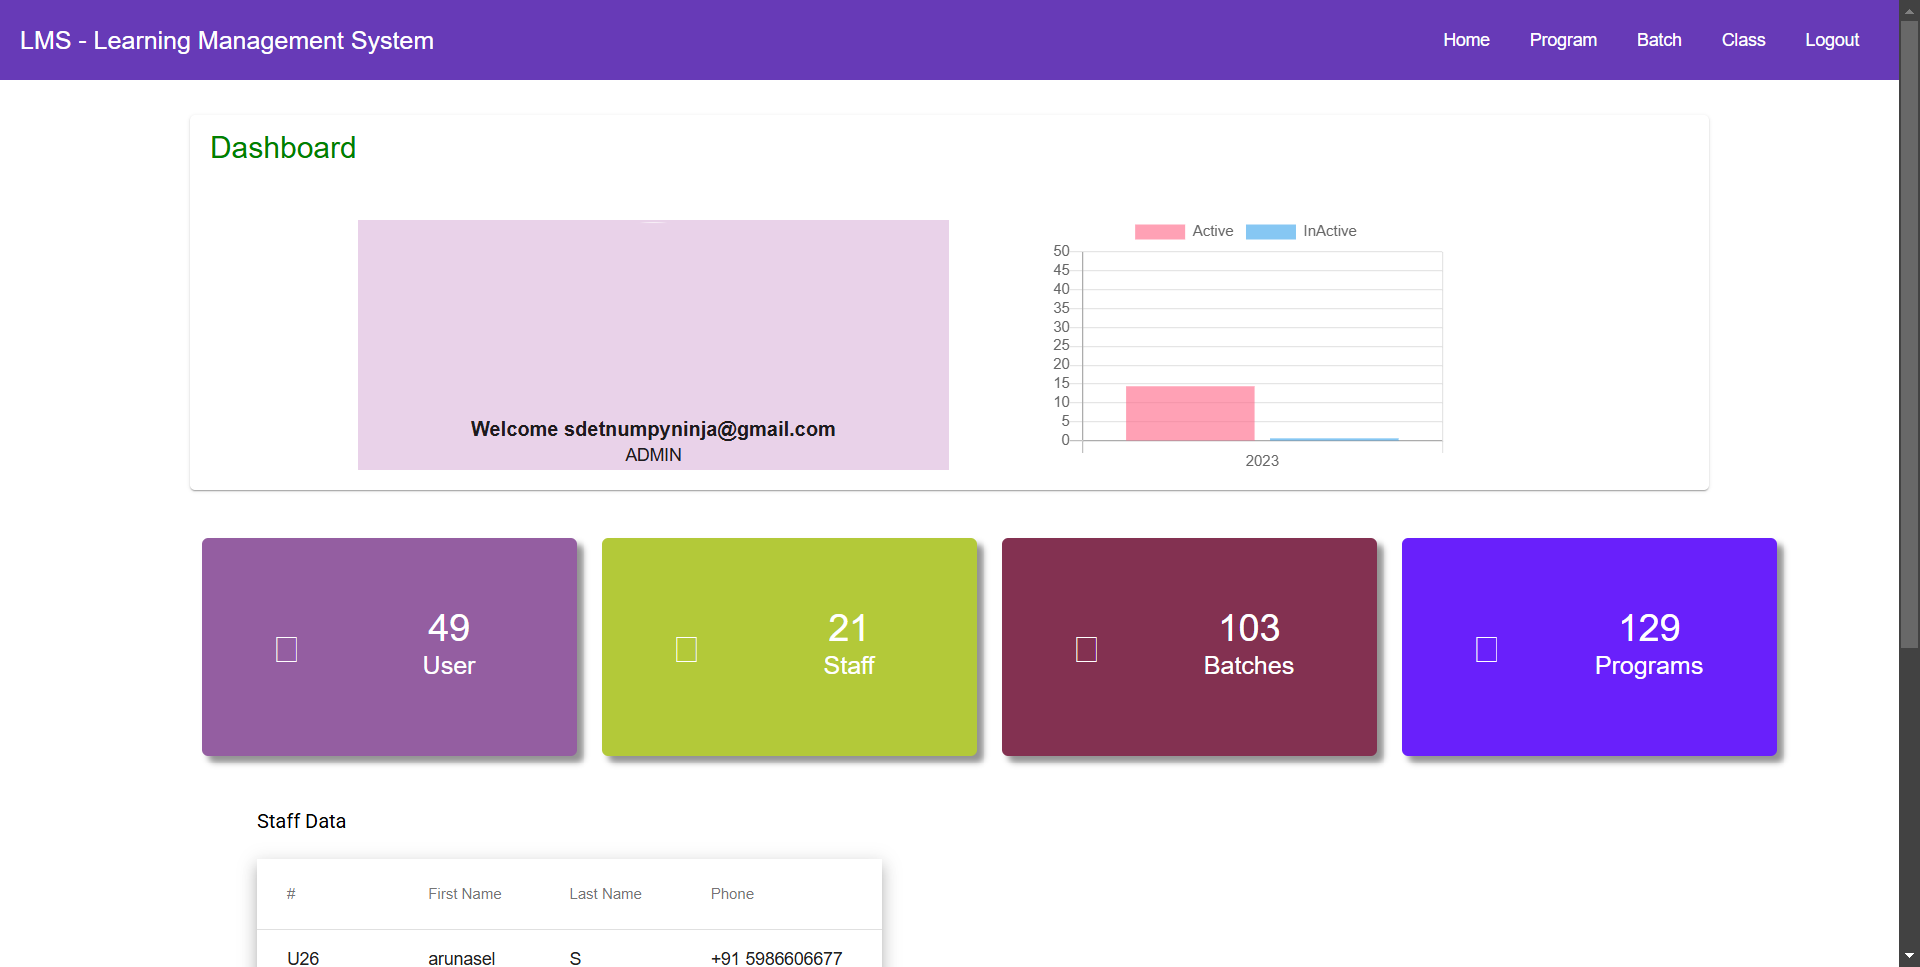 LMS - Learning Management System
Home Program Batch Class Logout
Dashboard
Welcome sdetnumpyninja@gmail.com
ADMIN
Active InActive
50
45
40
35
30
25
20
15
10
5
0
2023
49
User
21
Staff
103
Batches
129
Programs
Staff Data
# First Name Last Name Phone
U26 arunasel S +91 5986606677